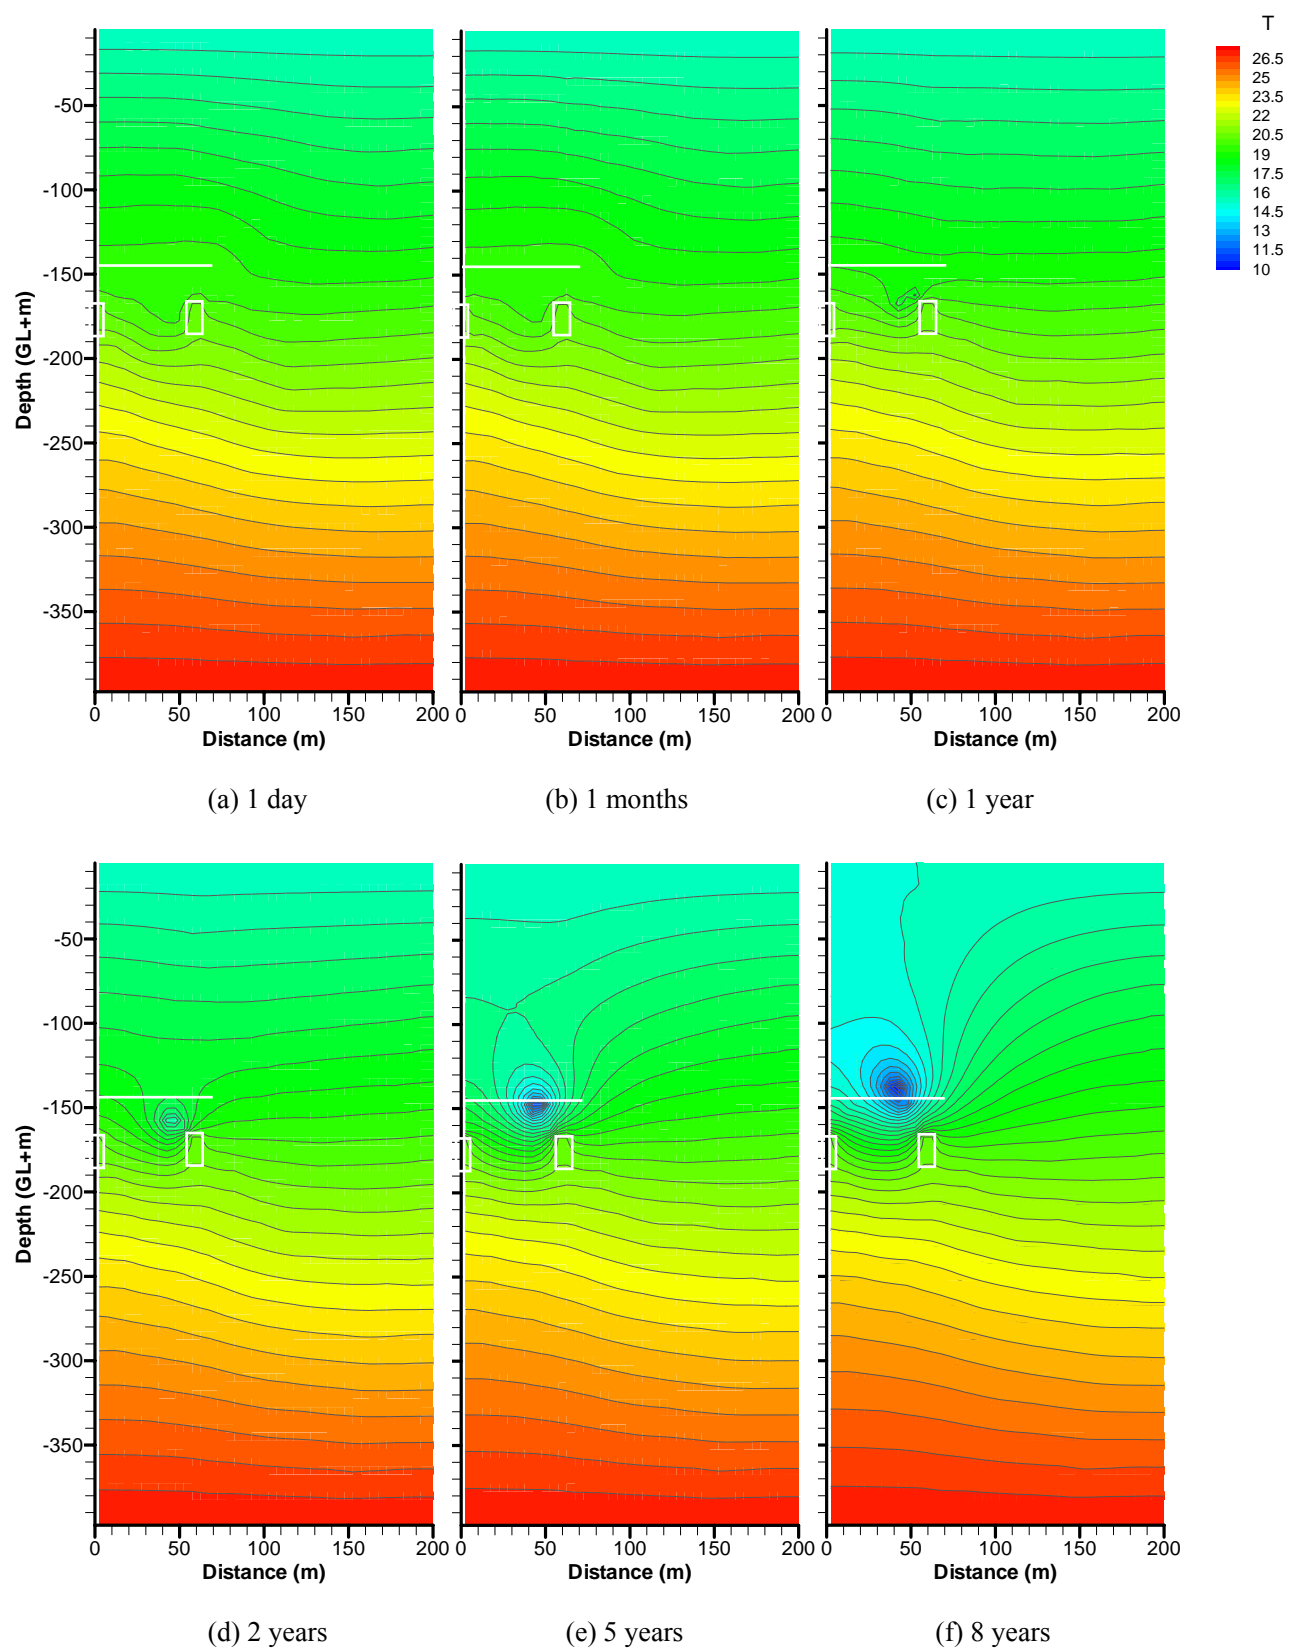 T
26.5
25
23.5
22
20.5
19
17.5
16
14.5
13
11.5
10
Depth (GL+m)
-50
-100
-150
-200
-250
-300
-350
0 50 100 150 200
0 50 100 150 200
0 50 100 150 200
Distance (m) Distance (m) Distance (m)
(a) 1 day (b) 1 months (c) 1 year
Depth (GL+m)
-50
-100
-150
-200
-250
-300
-350
0 50 100 150 200
0 50 100 150 200
0 50 100 150 200
Distance (m) Distance (m) Distance (m)
(d) 2 years (e) 5 years (f) 8 years